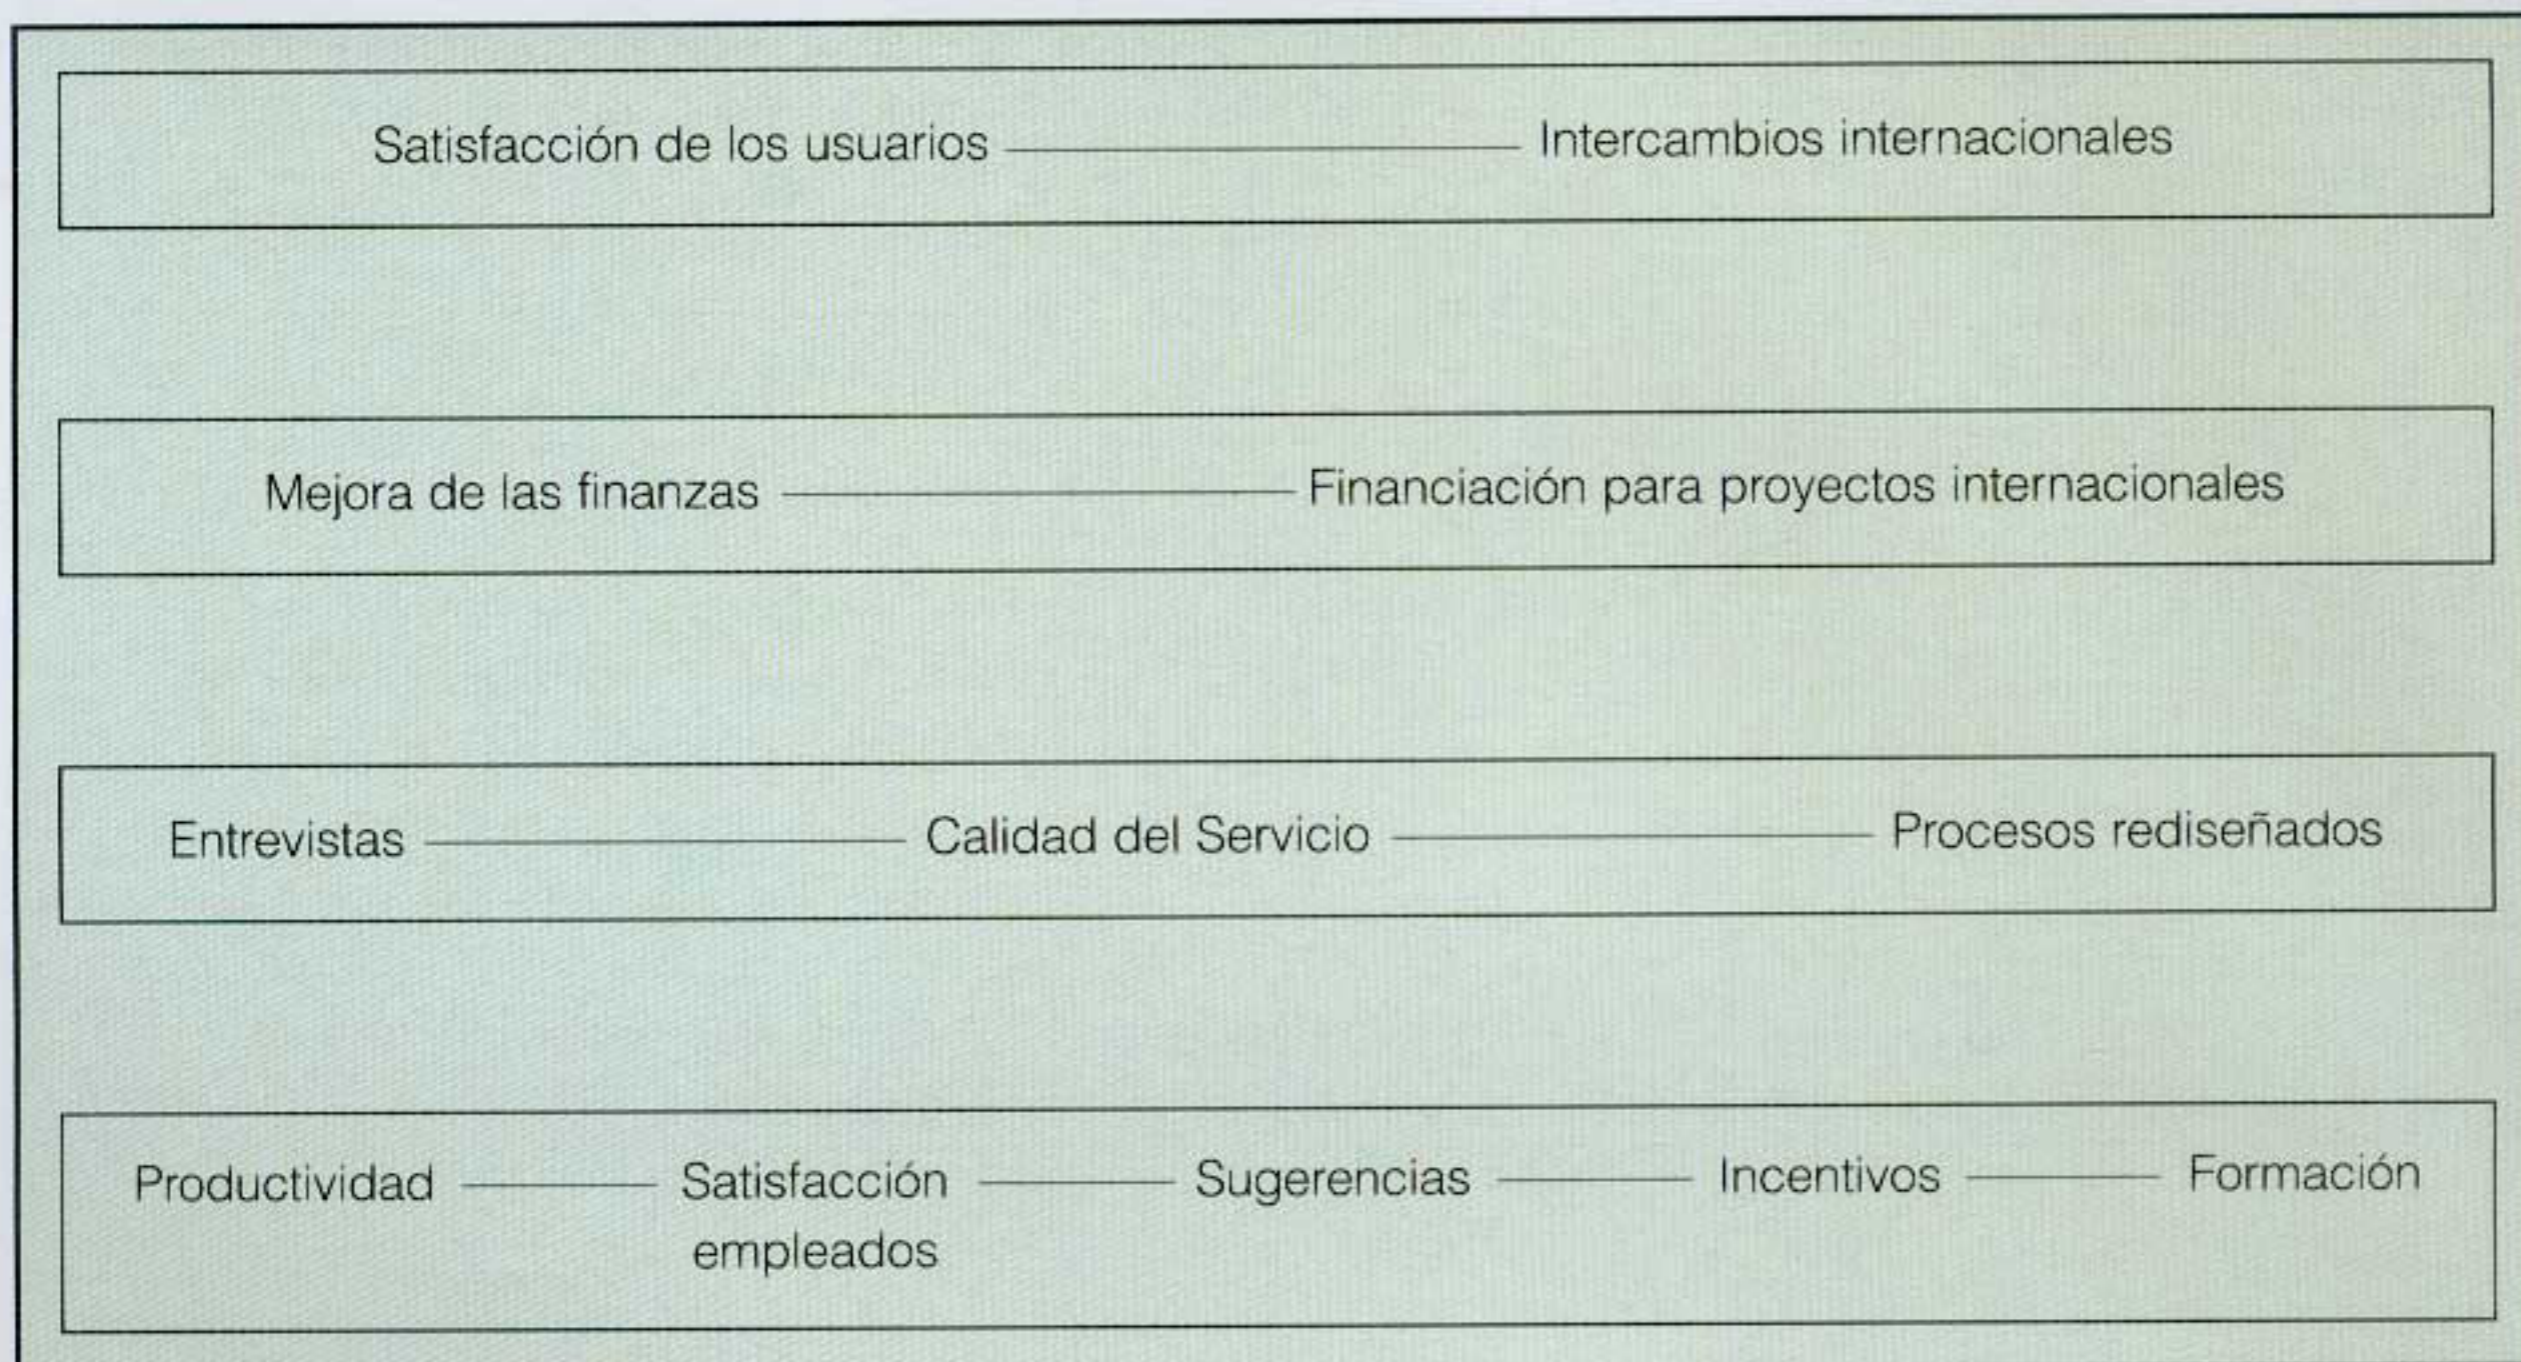 Satisfacción de los usuarios Intercambios internacionales
Mejora de las finanzas Financiación para proyectos internacionales
Entrevistas Calidad del Servicio Procesos rediseñados
Productividad Satisfacción Sugerencias Incentivos Formación
empleados